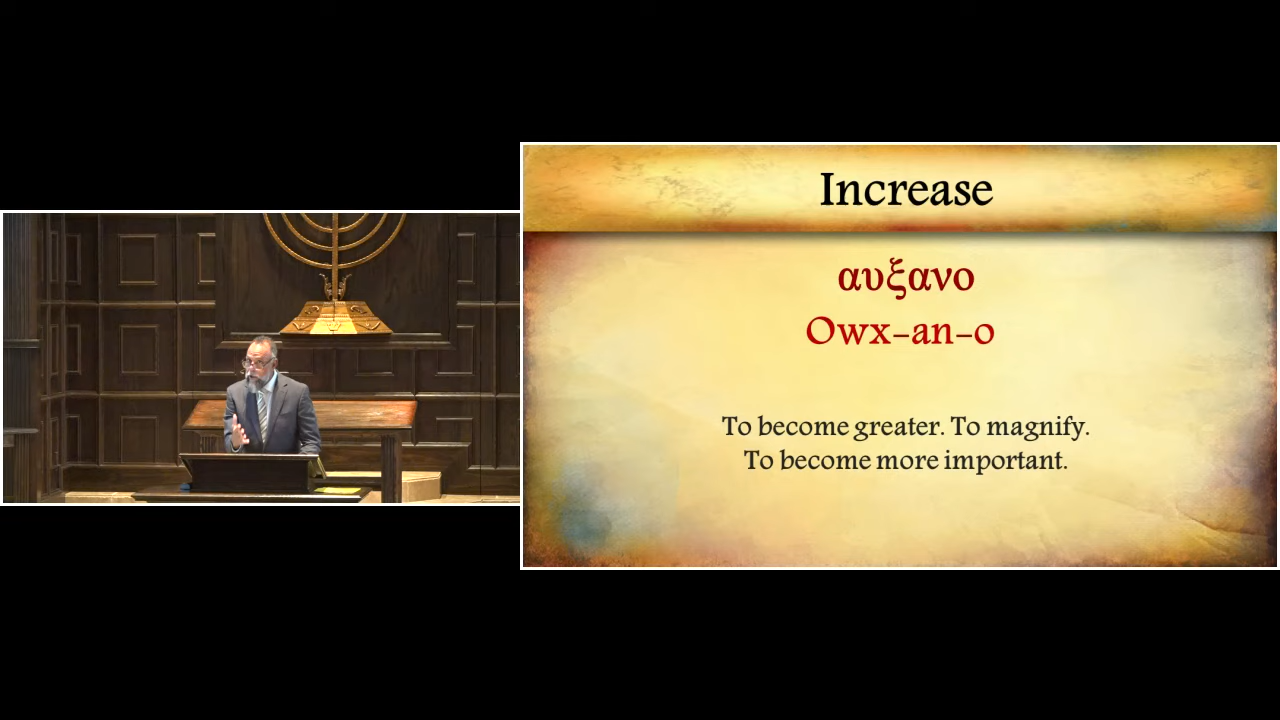 Increase
αυξανο
Owx-an-o
To become greater. To magnify.
To become more important.